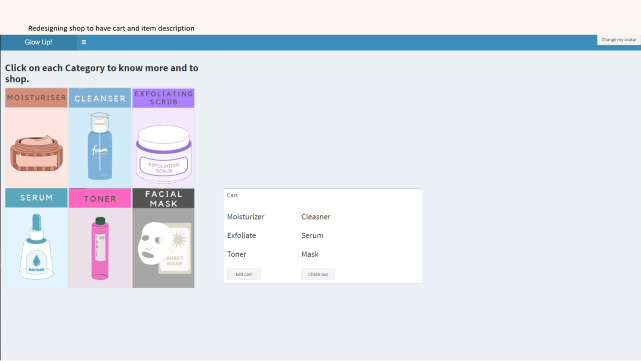 Redesigning shop to have cart and item description
Glow Up!
Change my avatar
Click on each Category to know more and to
shop.
MOISTURISER
CLEANSER
EXFOLIATING
SCRUB
foam
EXFOLIATING
SCRUB
SERUM
TONER
FACIAL
MASK
SERUM
SHEET
MASK
Cart
Moisturizer
Cleasner
Exfoliate
Serum
Toner
Mask
Edit cart
Check out